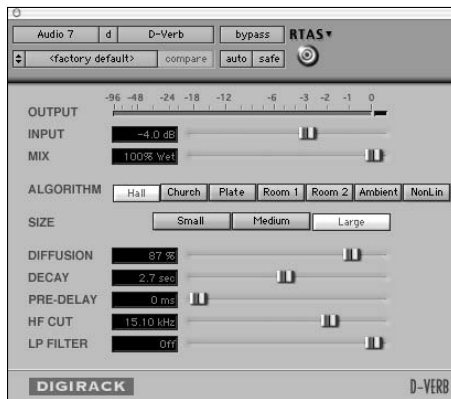 Audio 7 d D-Verb bypass RTAS
<factory default> compare auto safe
-96 -48 -24 -18 -12 -6 -3 -2 -1 0
OUTPUT
INPUT -4.0 dB
MIX 100% Wet
ALGORITHM Hall Church Plate Room 1 Room 2 Ambient NonLin
SIZE Small Medium Large
DIFFUSION 87 %
DECAY 2.7 sec
PRE-DELAY 0 ms
HF CUT 15.10 kHz
LP FILTER Off
DIGIRACK D-VERB